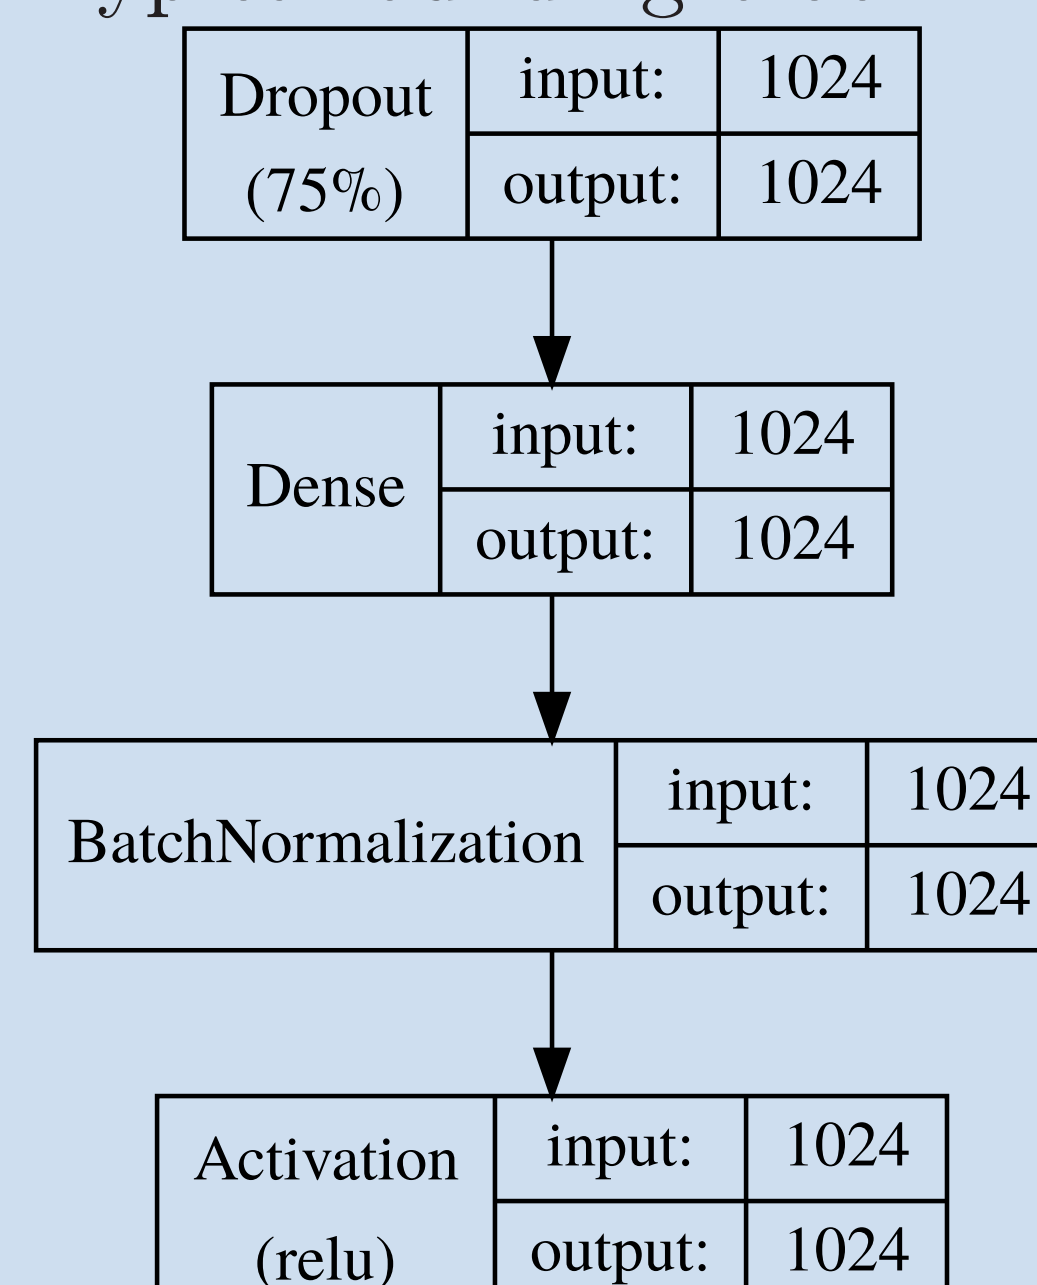 Dropout
(75%)
input: 1024
output: 1024
Dense
input: 1024
output: 1024
BatchNormalization
input: 1024
output: 1024
Activation
(relu)
input: 1024
output: 1024